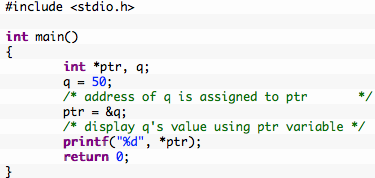 #include <stdio.h>
int main()
{
int *ptr, q;
q = 50;
/* address of q is assigned to ptr */
ptr = &q;
/* display q's value using ptr variable */
printf("%d", *ptr);
return 0;
}